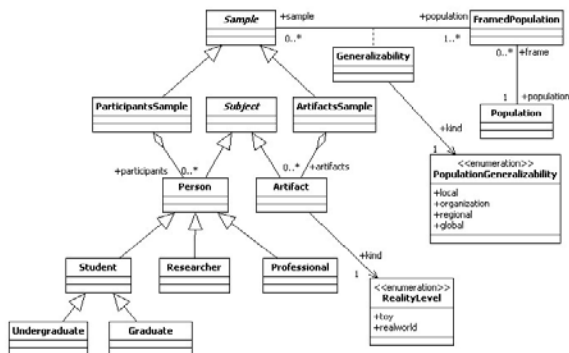 Sample
+sample
+population
FramedPopulation
0..*
1..*
0..*
+frame
Generalizability
ParticipantsSample
Subject
ArtifactsSample
1
+population
Population
+kind
1
<<enumeration>>
PopulationGeneralizability
+local
+organization
+regional
+global
+participants
0..*
0..*
+artifacts
Person
Artifact
+kind
1
<<enumeration>>
RealityLevel
+toy
+realworld
Student
Researcher
Professional
Undergraduate
Graduate